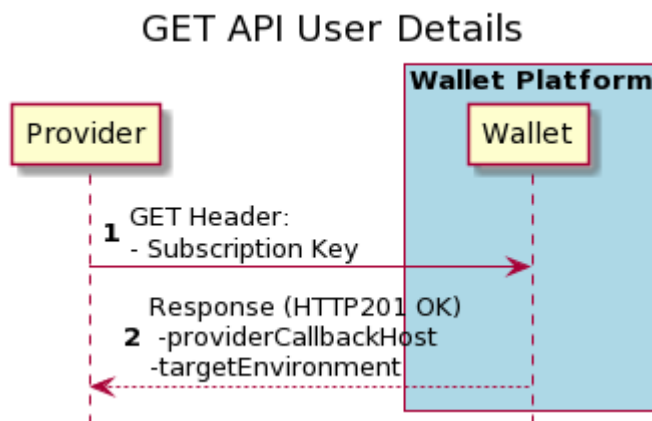 GET API User Details
Wallet Platform
Provider
Wallet
1 GET Header:
- Subscription Key
Response (HTTP201 OK)
2 -providerCallbackHost
-targetEnvironment